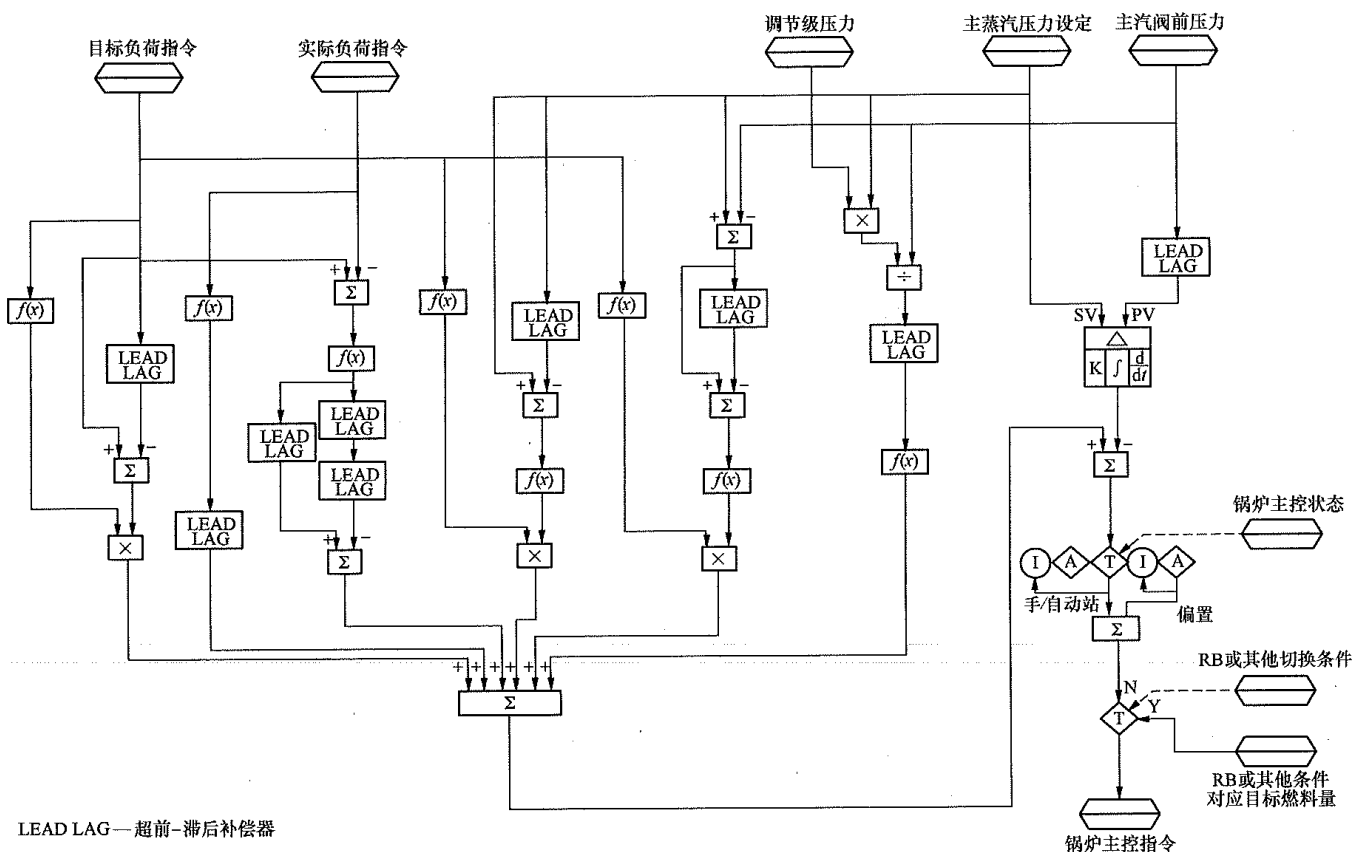 目标负荷指令
实际负荷指令
调节级压力
主蒸汽压力设定
主汽阀前压力
+ −
Σ
×
LEAD
LAG
÷
+ −
Σ
f(x)
f(x)
f(x)
f(x)
LEAD
LAG
LEAD
LAG
SV
PV
LEAD
LAG
△
K
∫
d
dt
LEAD
LAG
f(x)
+ −
Σ
+ −
Σ
LEAD
LAG
LEAD
LAG
+ −
Σ
+ −
Σ
f(x)
f(x)
f(x)
LEAD
LAG
LEAD
LAG
锅炉主控状态
×
+ −
Σ
×
×
I
A
T
I
A
手/自动站
偏置
Σ
+ + + + + +
Σ
RB或其他切换条件
N
T
Y
RB或其他条件
对应目标燃料量
LEAD LAG—超前-滞后补偿器
锅炉主控指令